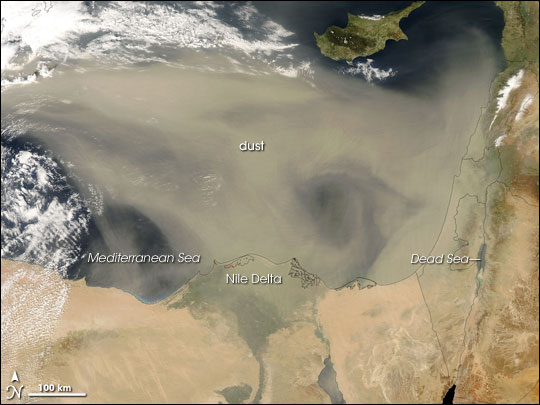 dust
Mediterranean Sea
Dead Sea
Nile Delta
N
100 km